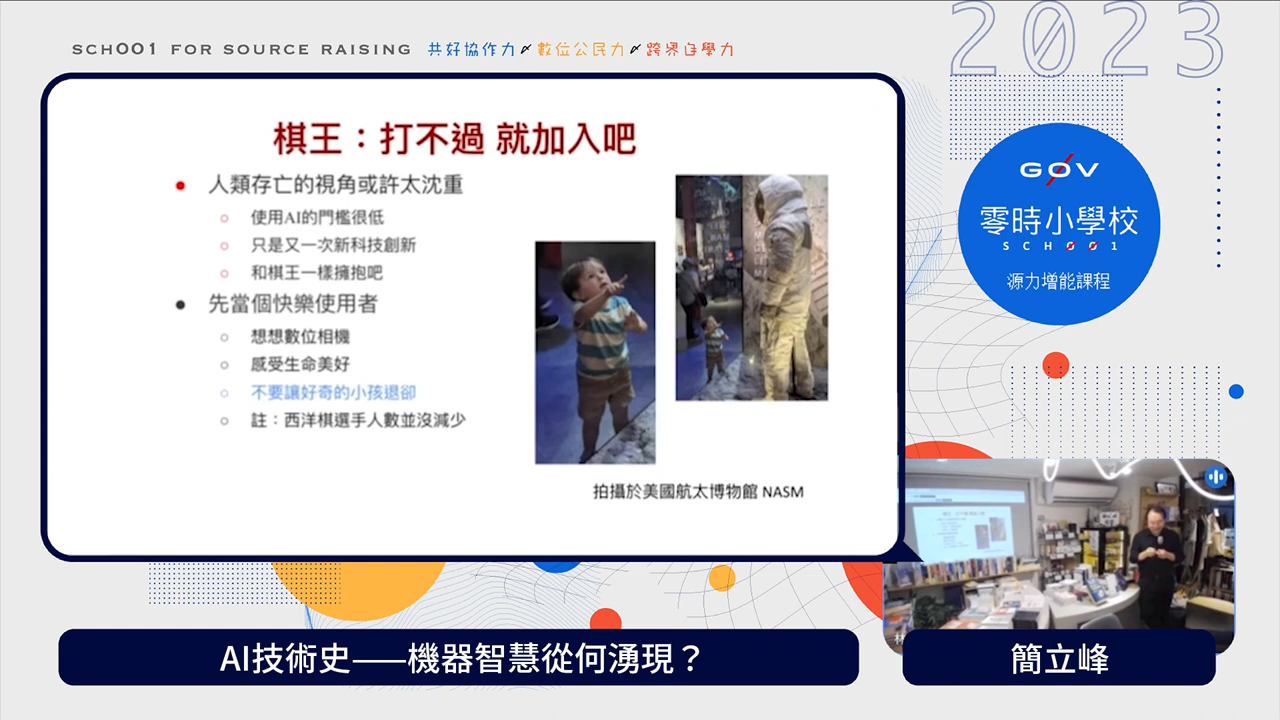 SCH001 FOR SOURCE RAISING 共好協作力 數位公民力 跨界自學力
2023
棋王：打不過 就加入吧
人類存亡的視角或許太沈重
使用AI的門檻很低
只是又一次新科技創新
和棋王一樣擁抱吧
先當個快樂使用者
想想數位相機
感受生命美好
不要讓好奇的小孩退卻
註：西洋棋選手人數並沒減少
拍攝於美國航太博物館 NASM
G0V
零時小學校
SCH001
源力增能課程
AI技術史——機器智慧從何湧現？
簡立峰